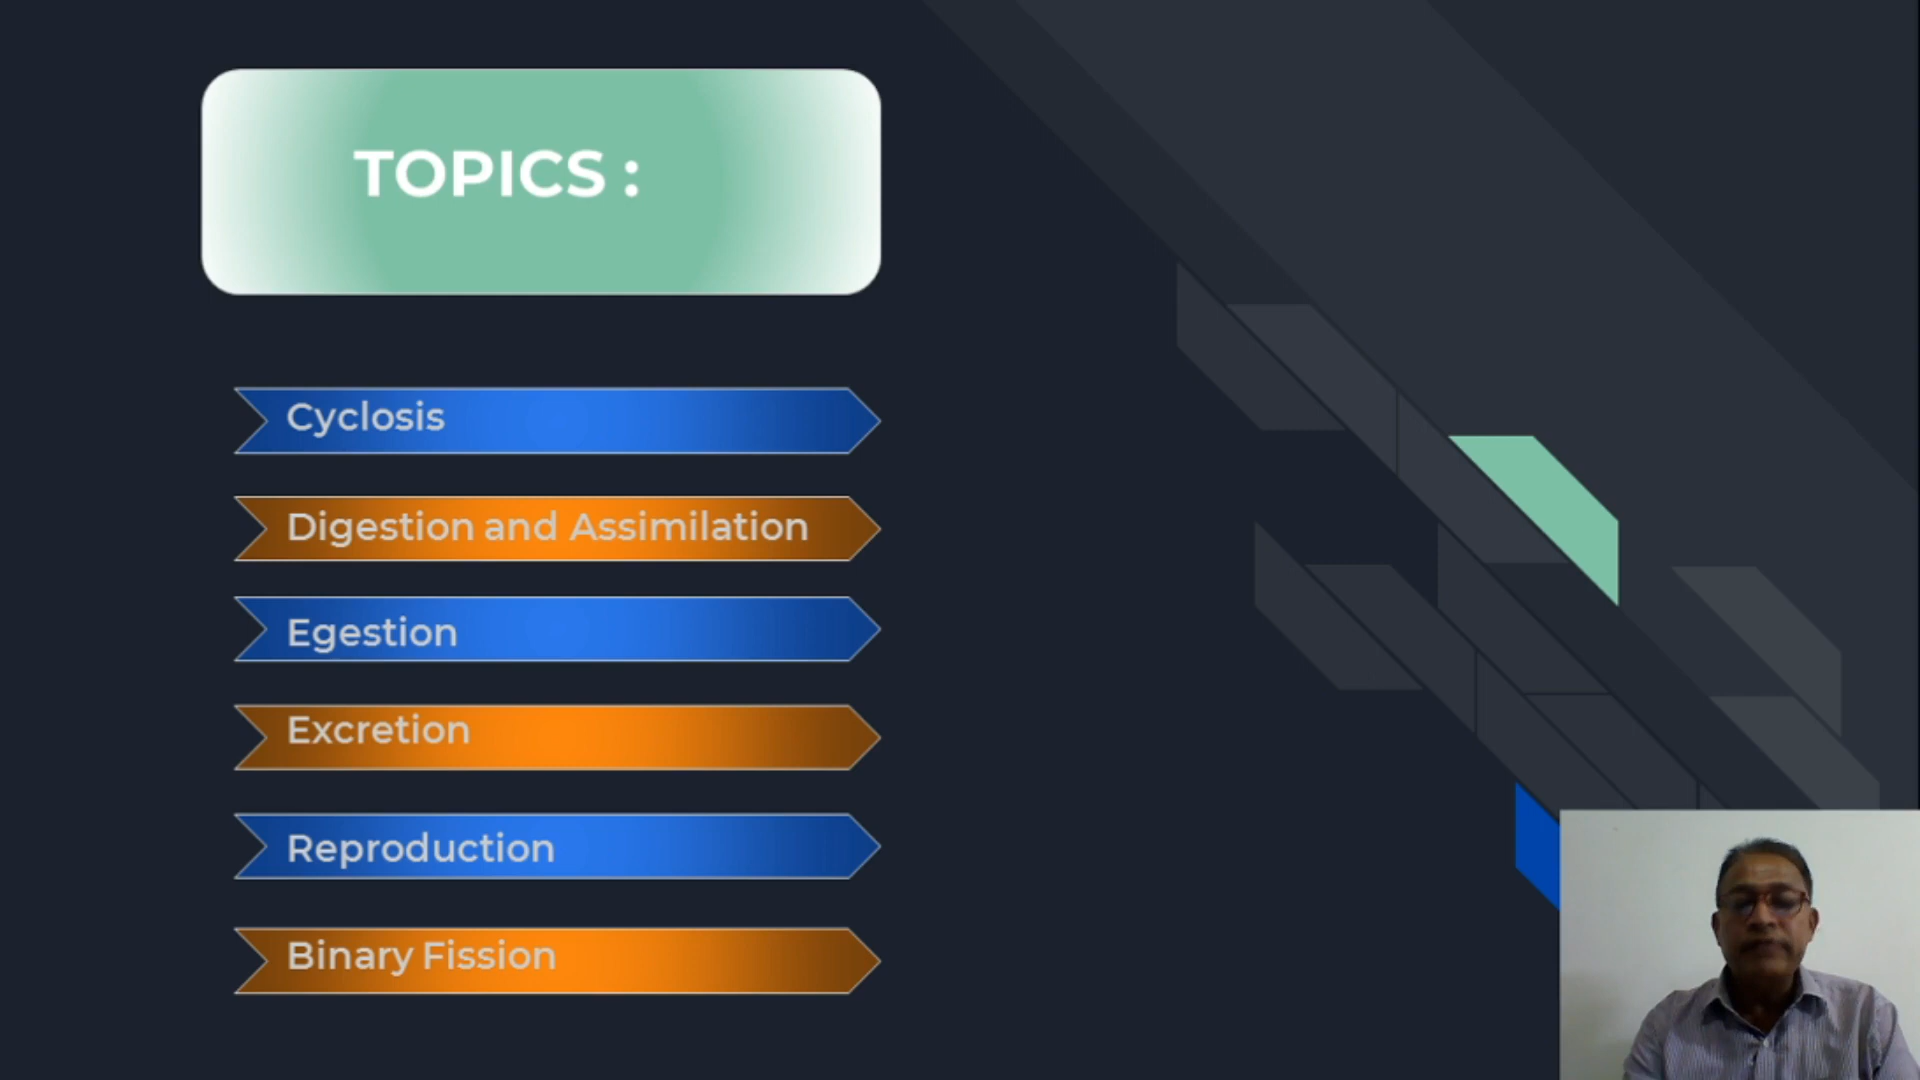 TOPICS :
Cyclosis
Digestion and Assimilation
Egestion
Excretion
Reproduction
Binary Fission